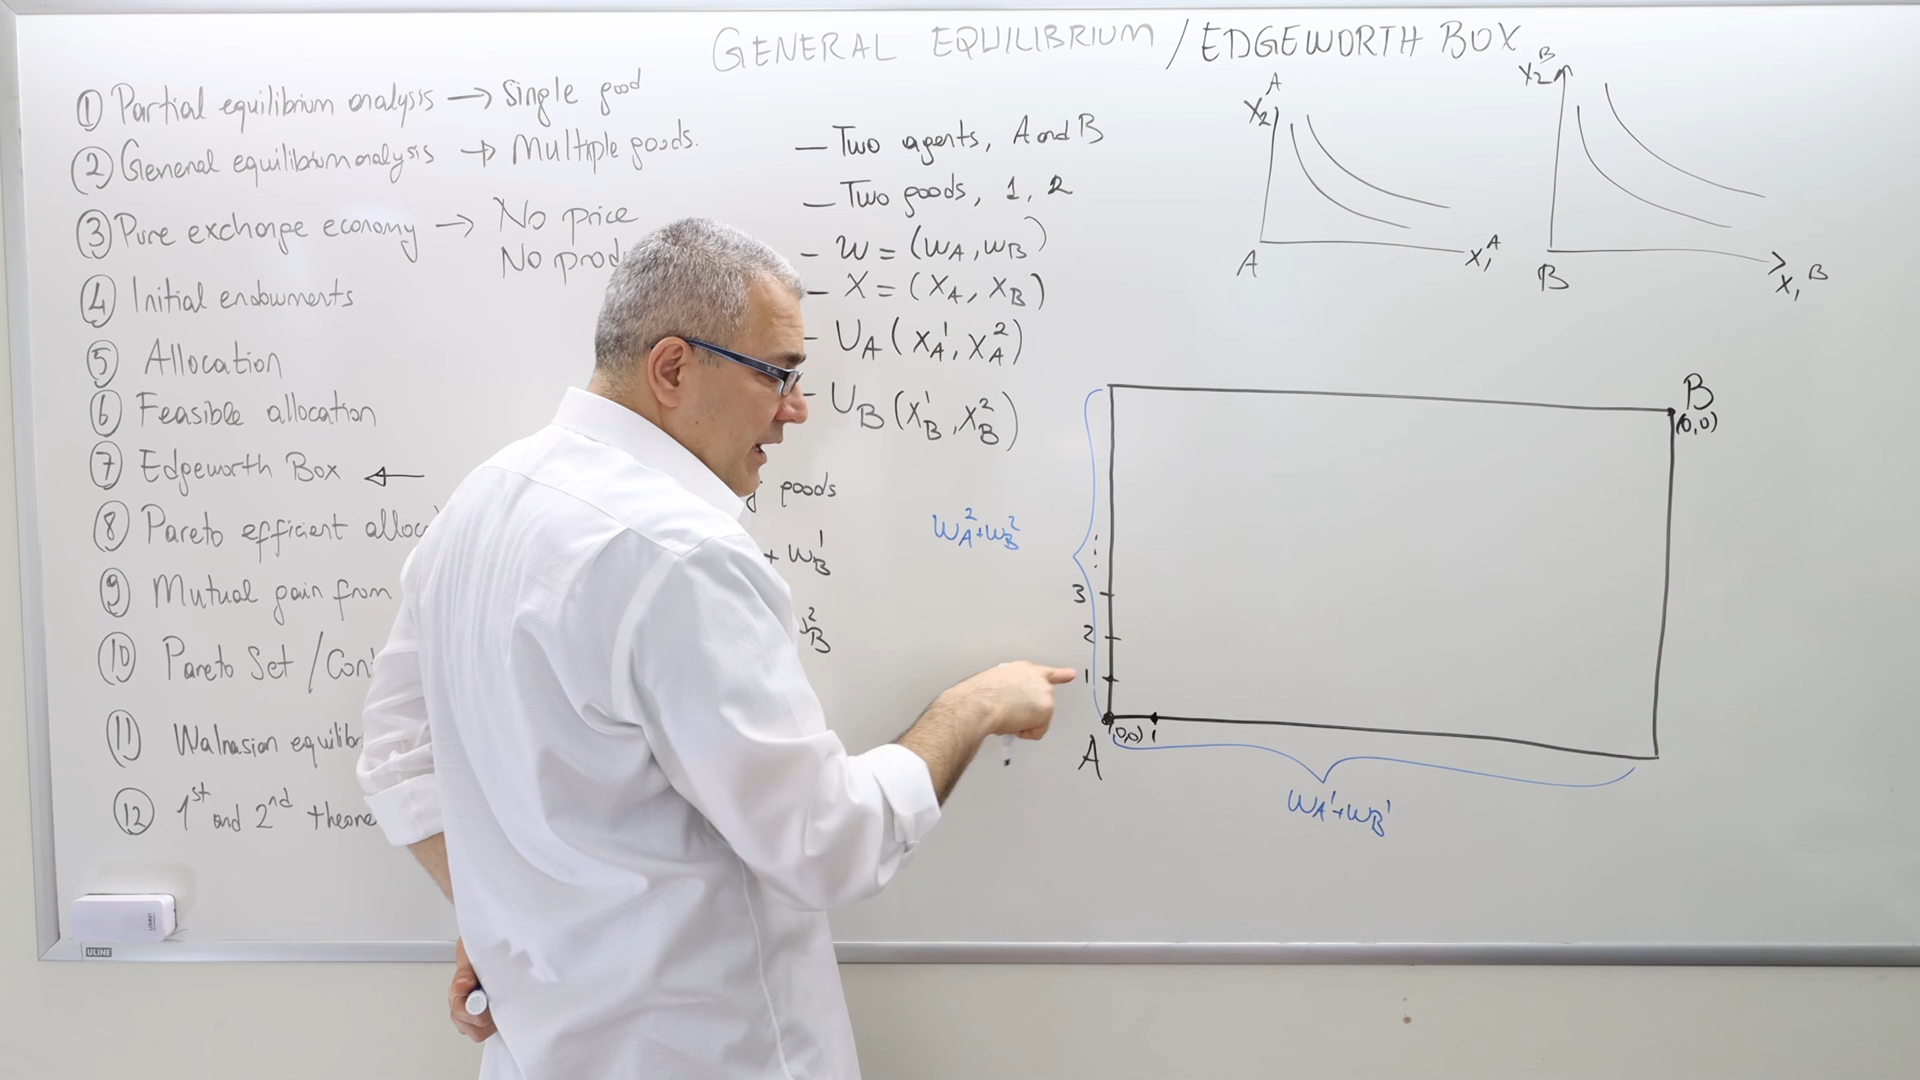 GENERAL EQUILIBRIUM / EDGEWORTH BOX
① Partial equilibrium analysis → Single good
② General equilibrium analysis → Multiple goods.
③ Pure exchange economy → No price
No prod
④ Initial endowments
⑤ Allocation
⑥ Feasible allocation
⑦ Edgeworth Box ←
⑧ Pareto efficient alloc
⑨ Mutual gain from
⑩ Pareto Set / Cont
⑪ Walrasian equilibr
⑫ 1st and 2nd theore
— Two agents, A and B
— Two goods, 1, 2
- w = (wA, wB)
- X = (XA, XB)
- UA (XA¹, XA²)
- UB (XB¹, XB²)
goods
+ wB¹
B²
X2A
A
X1A
X2B
B
X1B
B
(0,0)
wA² + wB²
3
2
1
(0,0) 1
A
wA¹ + wB¹
ULINE